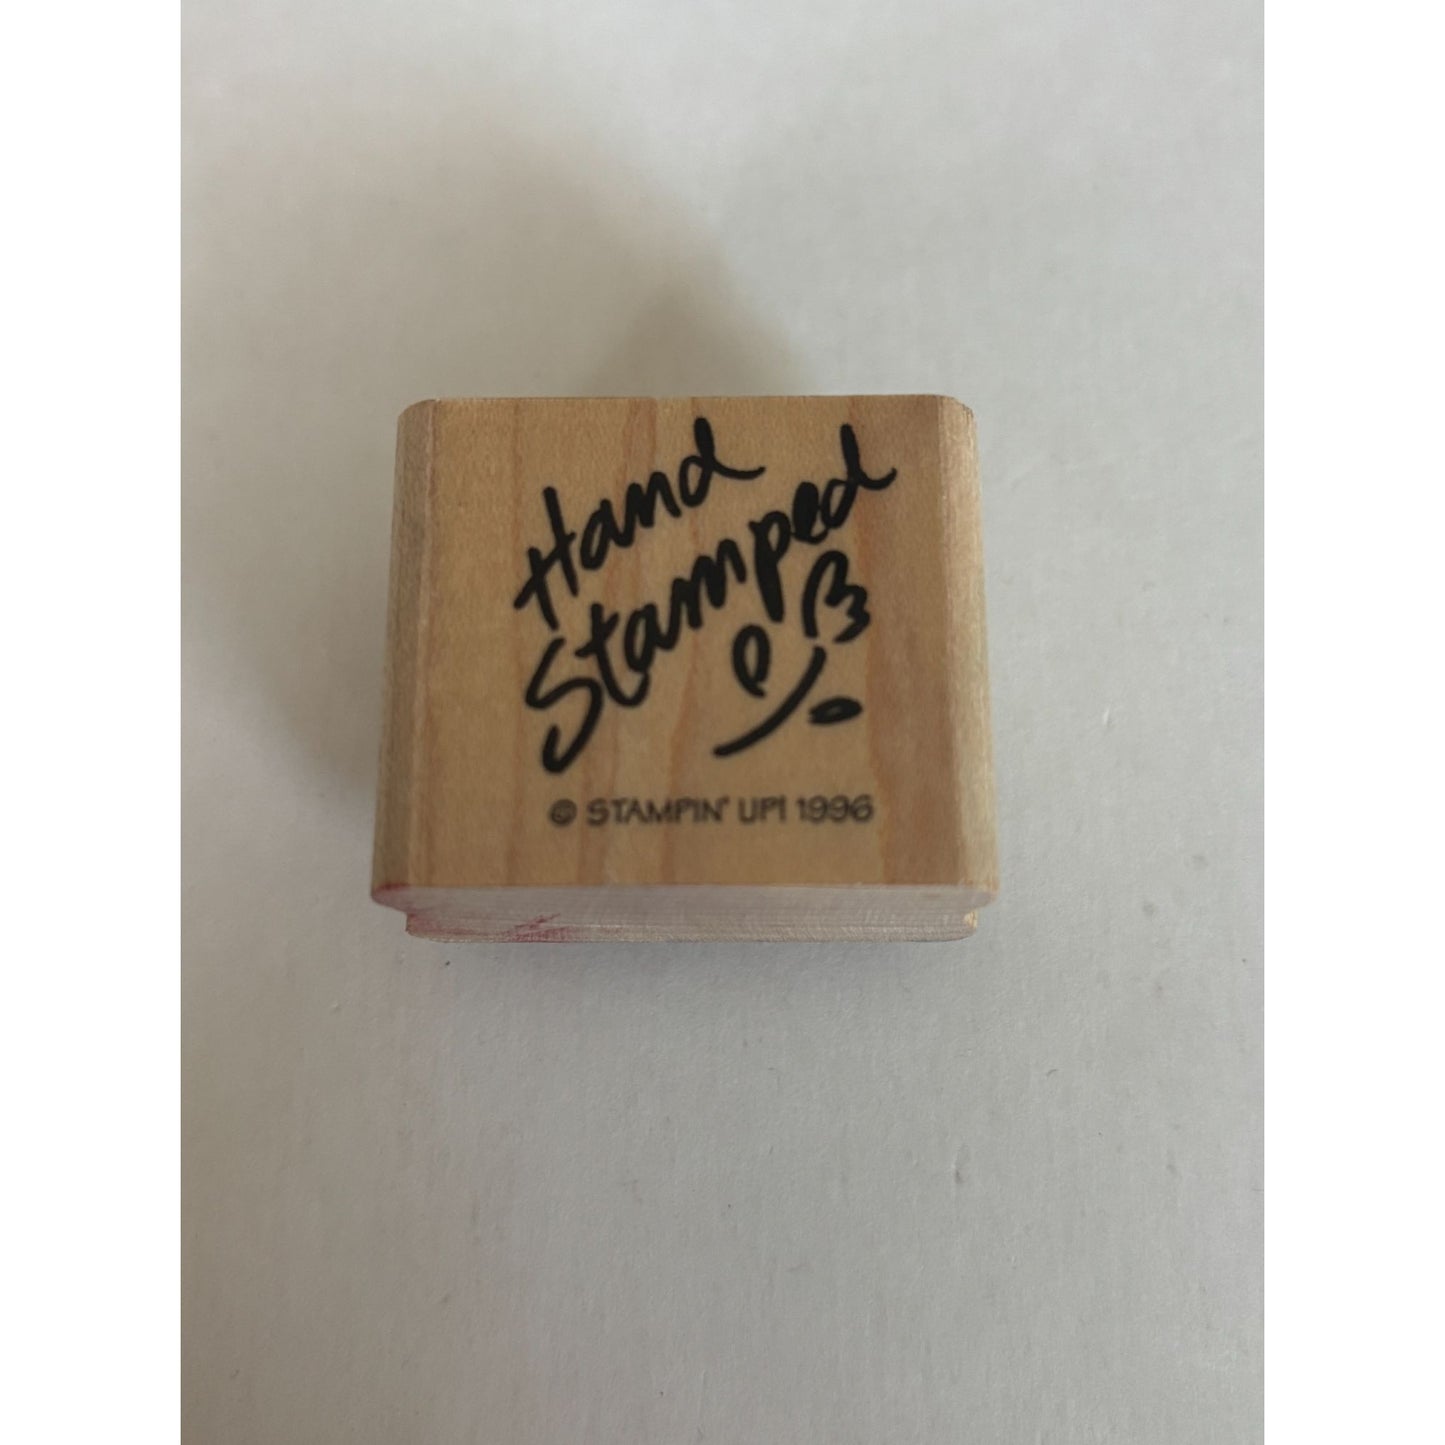 Hand
Stamped
© STAMPIN' UP! 1996